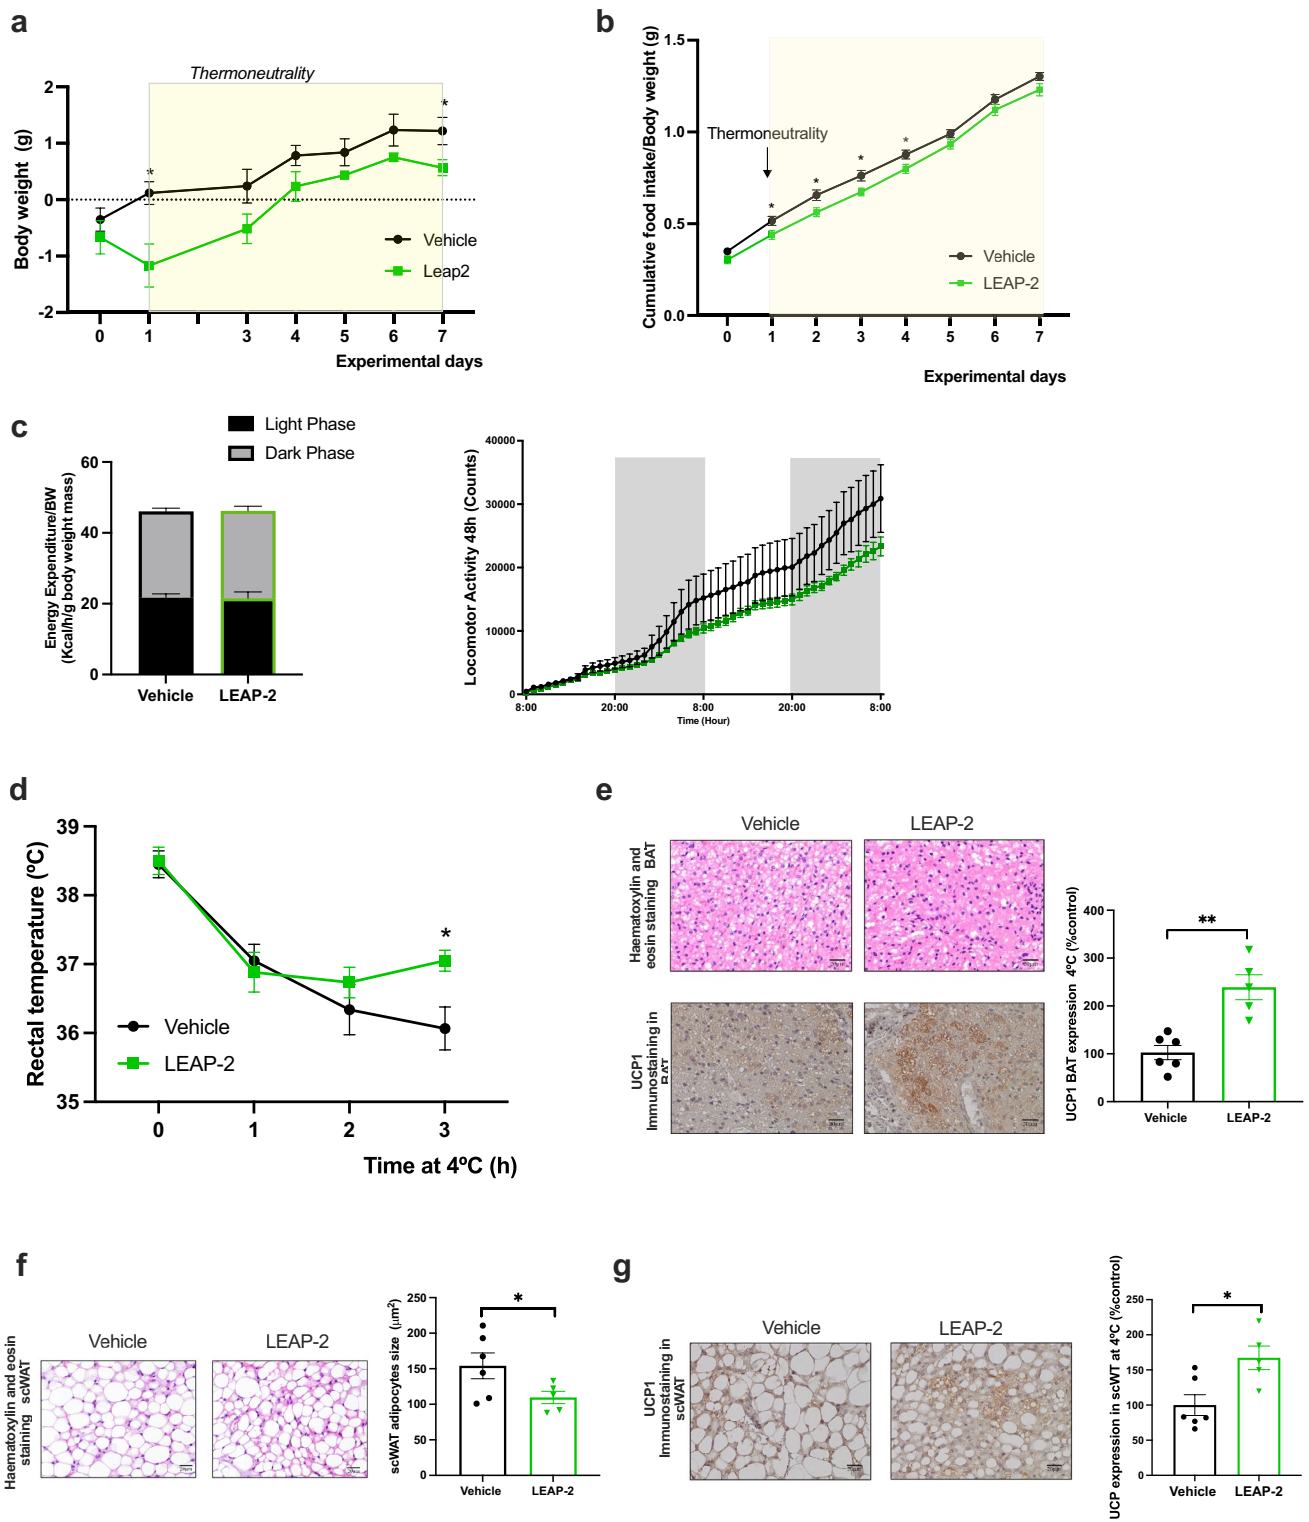 a
Thermoneutrality
Body weight (g)
2
1
0
-1
-2
*
*
Vehicle
Leap2
0 1 3 4 5 6 7
Experimental days
b
Cumulative food intake/Body weight (g)
1.5
1.0
0.5
0.0
Thermoneutrality
* * * *
Vehicle
LEAP-2
0 1 2 3 4 5 6 7
Experimental days
c
Light Phase
Dark Phase
Energy Expenditure/BW
(Kcal/h/g body weight mass)
60
40
20
0
Vehicle LEAP-2
Locomotor Activity 48h (Counts)
40000
30000
20000
10000
0
8:00 20:00 8:00 20:00 8:00
Time (Hour)
d
Rectal temperature (ºC)
39
38
37
36
35
*
Vehicle
LEAP-2
0 1 2 3
Time at 4ºC (h)
e
Vehicle LEAP-2
Haematoxylin and
eosin staining BAT
UCP1
Immunostaining in
BAT
UCP1 BAT expression 4ºC (%control)
400
300
200
100
0
**
Vehicle LEAP-2
f
Vehicle LEAP-2
Haematoxylin and eosin
staining scWAT
scWAT adipocytes size (µm²)
250
200
150
100
50
0
*
Vehicle LEAP-2
g
Vehicle LEAP-2
UCP1
Immunostaining in
scWAT
UCP expression in scWT at 4ºC (%control)
250
200
150
100
50
0
*
Vehicle LEAP-2